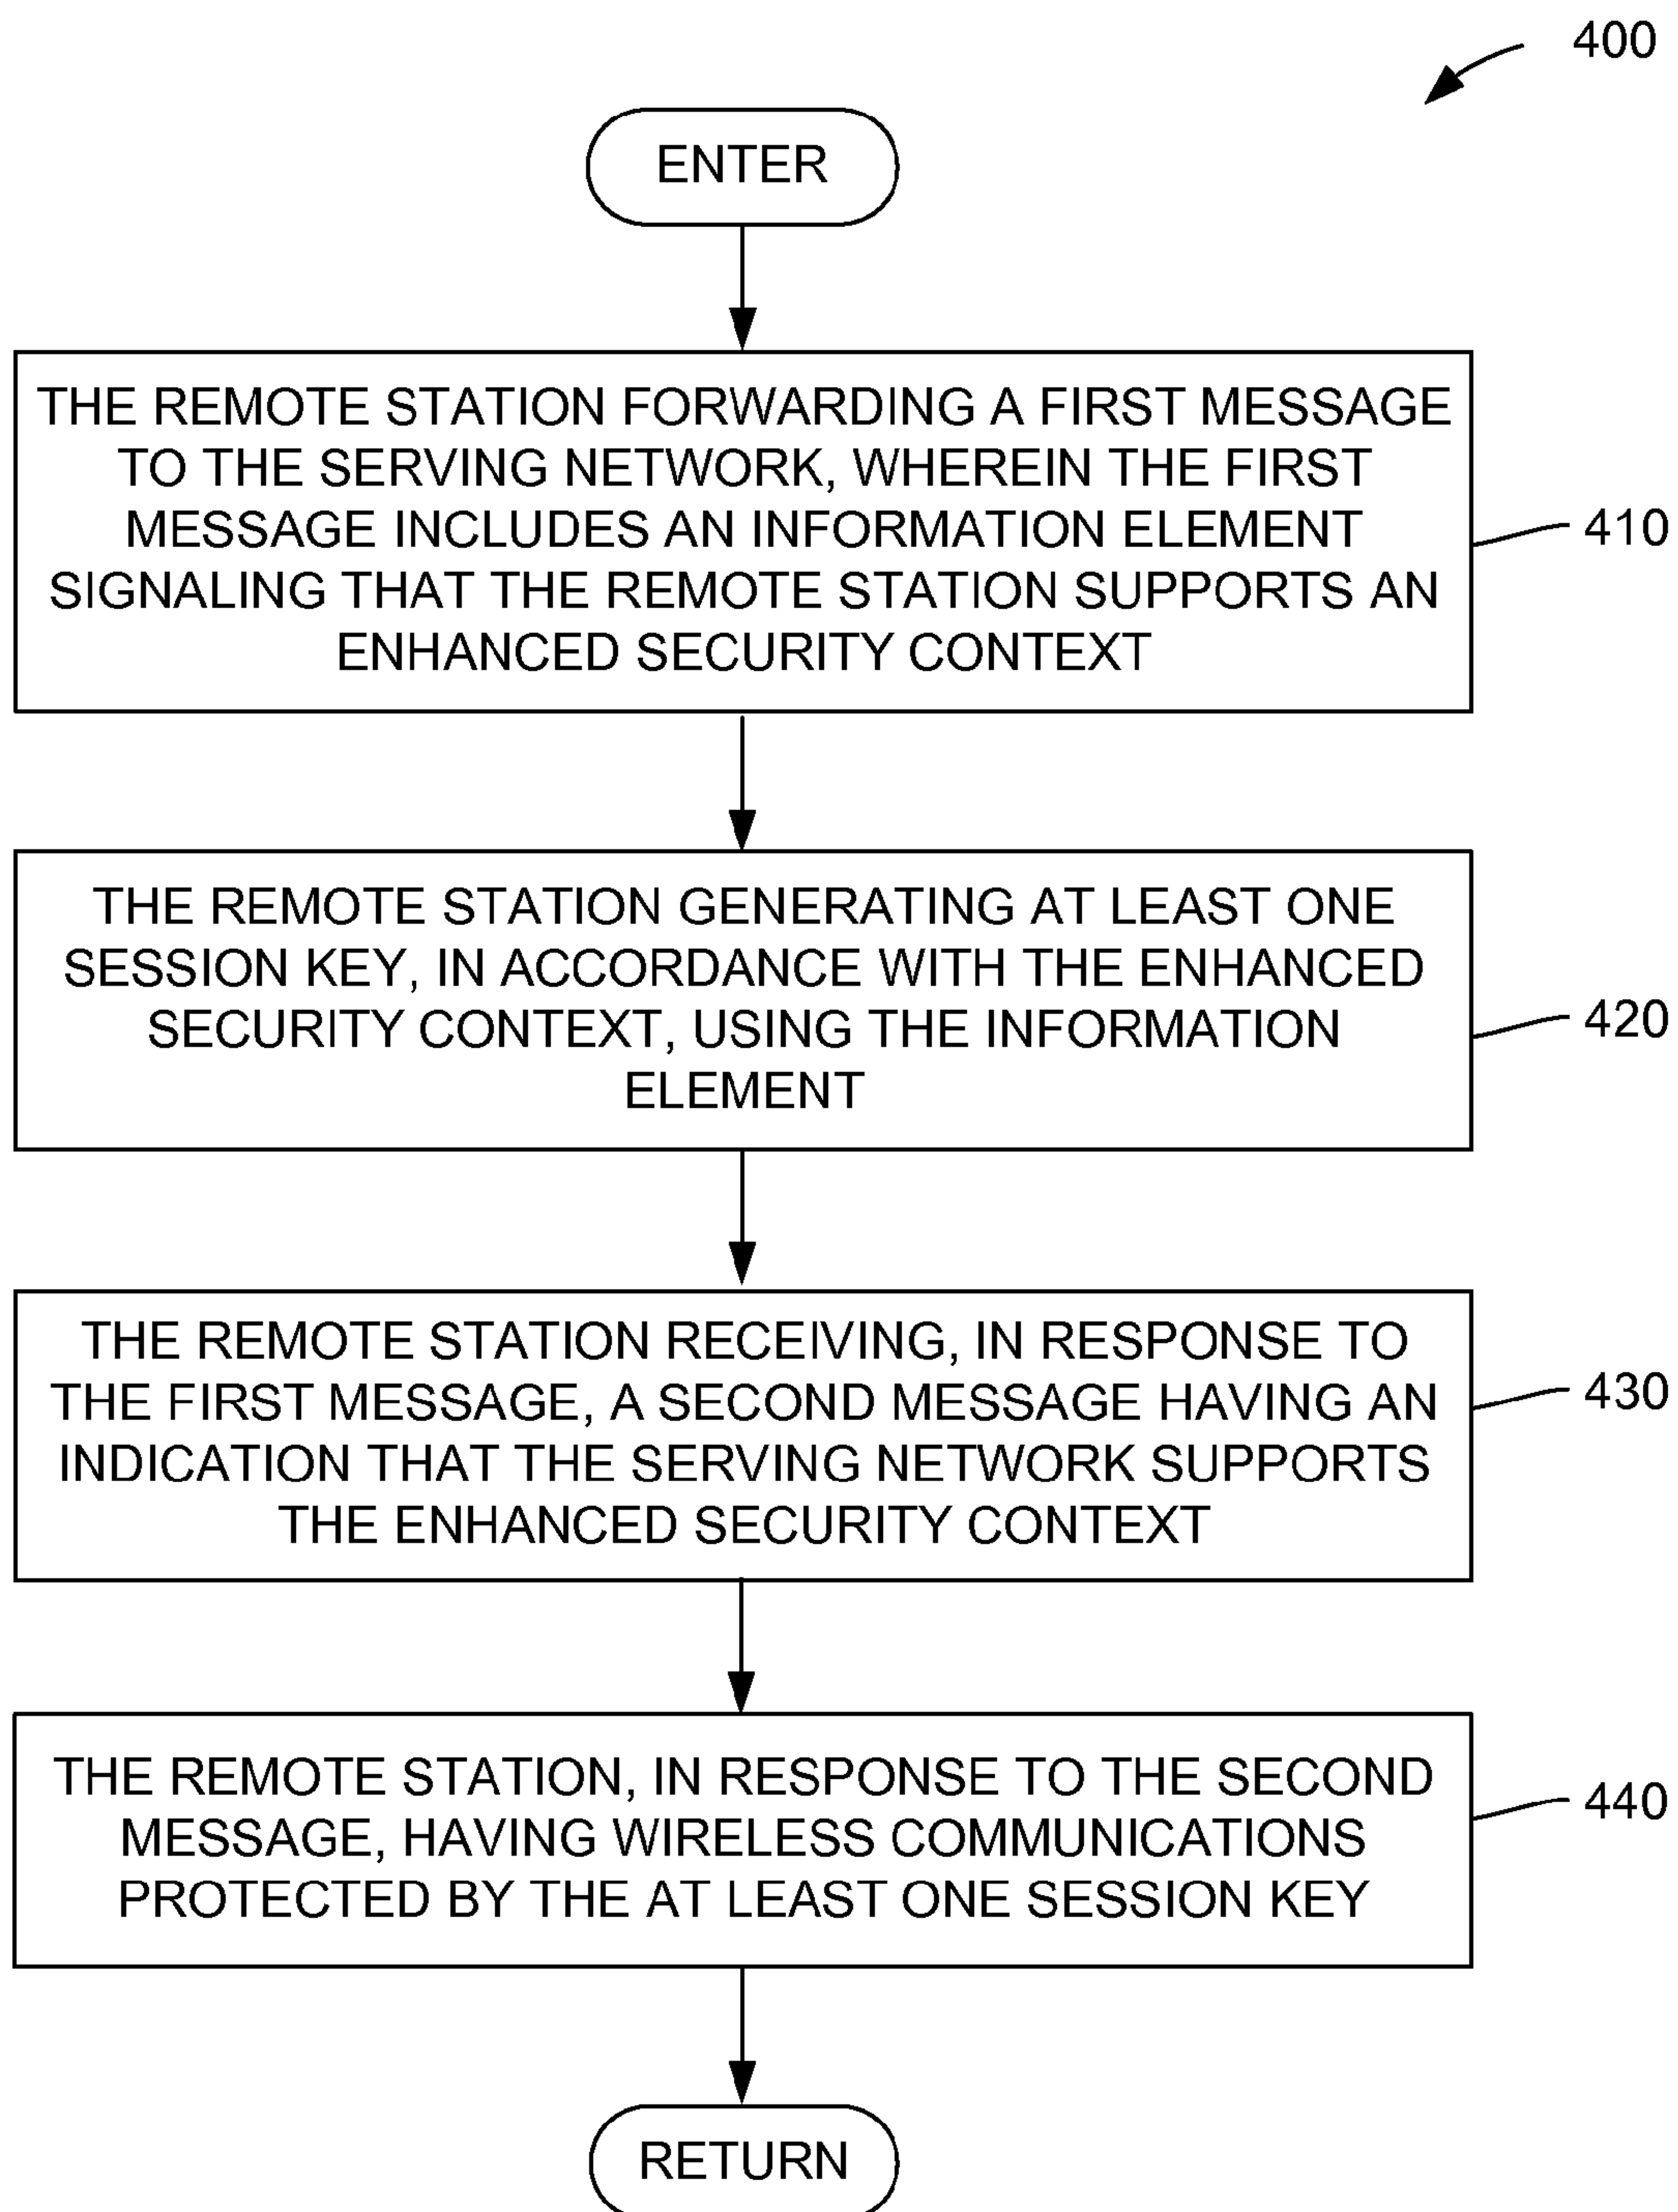 400
ENTER
THE REMOTE STATION FORWARDING A FIRST MESSAGE
TO THE SERVING NETWORK, WHEREIN THE FIRST
MESSAGE INCLUDES AN INFORMATION ELEMENT
SIGNALING THAT THE REMOTE STATION SUPPORTS AN
ENHANCED SECURITY CONTEXT
410
THE REMOTE STATION GENERATING AT LEAST ONE
SESSION KEY, IN ACCORDANCE WITH THE ENHANCED
SECURITY CONTEXT, USING THE INFORMATION
ELEMENT
420
THE REMOTE STATION RECEIVING, IN RESPONSE TO
THE FIRST MESSAGE, A SECOND MESSAGE HAVING AN
INDICATION THAT THE SERVING NETWORK SUPPORTS
THE ENHANCED SECURITY CONTEXT
430
THE REMOTE STATION, IN RESPONSE TO THE SECOND
MESSAGE, HAVING WIRELESS COMMUNICATIONS
PROTECTED BY THE AT LEAST ONE SESSION KEY
440
RETURN